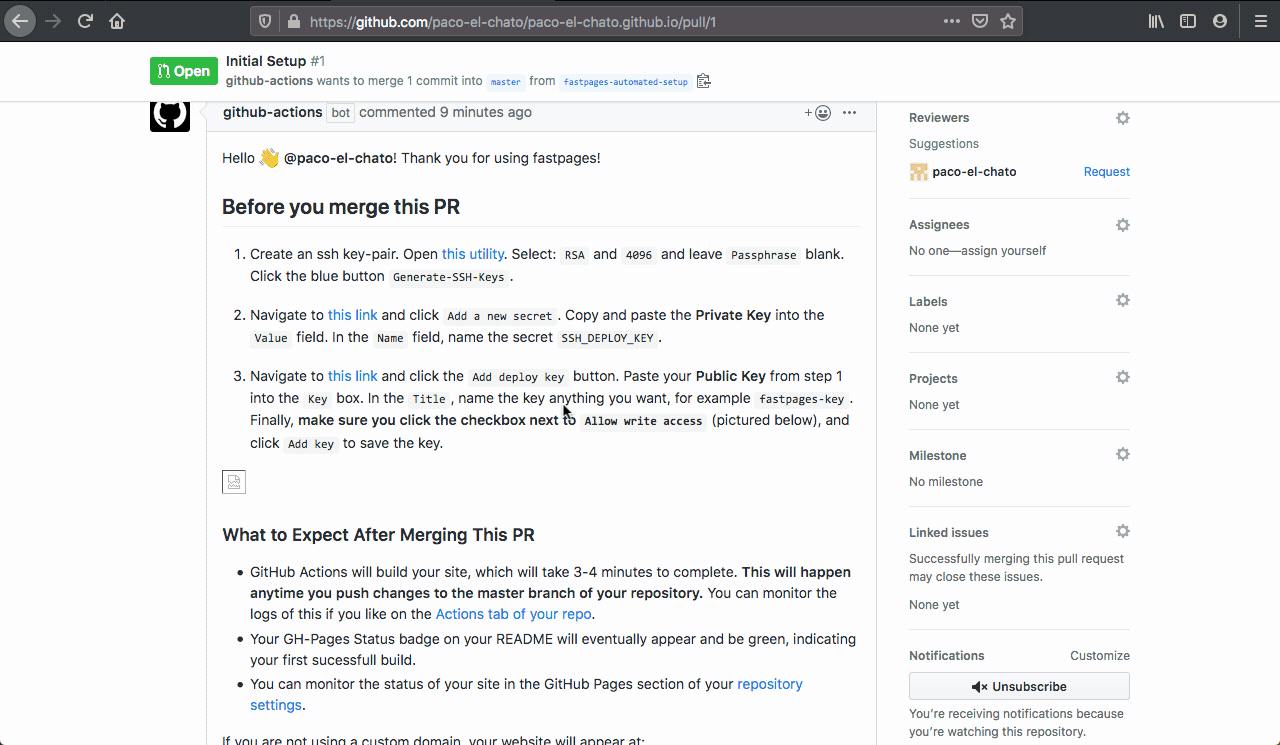 https://github.com/paco-el-chato/paco-el-chato.github.io/pull/1
Open
Initial Setup #1
github-actions wants to merge 1 commit into master from fastpages-automated-setup
github-actions bot commented 9 minutes ago
Hello 👋 @paco-el-chato! Thank you for using fastpages!
Before you merge this PR
1. Create an ssh key-pair. Open this utility. Select: RSA and 4096 and leave Passphrase blank.
Click the blue button Generate-SSH-Keys.
2. Navigate to this link and click Add a new secret. Copy and paste the Private Key into the
Value field. In the Name field, name the secret SSH_DEPLOY_KEY.
3. Navigate to this link and click the Add deploy key button. Paste your Public Key from step 1
into the Key box. In the Title, name the key anything you want, for example fastpages-key.
Finally, make sure you click the checkbox next to Allow write access (pictured below), and
click Add key to save the key.
What to Expect After Merging This PR
• GitHub Actions will build your site, which will take 3-4 minutes to complete. This will happen
anytime you push changes to the master branch of your repository. You can monitor the
logs of this if you like on the Actions tab of your repo.
• Your GH-Pages Status badge on your README will eventually appear and be green, indicating
your first sucessfull build.
• You can monitor the status of your site in the GitHub Pages section of your repository
settings.
If you are not using a custom domain, your website will appear at:
Reviewers
Suggestions
paco-el-chato Request
Assignees
No one—assign yourself
Labels
None yet
Projects
None yet
Milestone
No milestone
Linked issues
Successfully merging this pull request
may close these issues.
None yet
Notifications Customize
Unsubscribe
You're receiving notifications because
you're watching this repository.